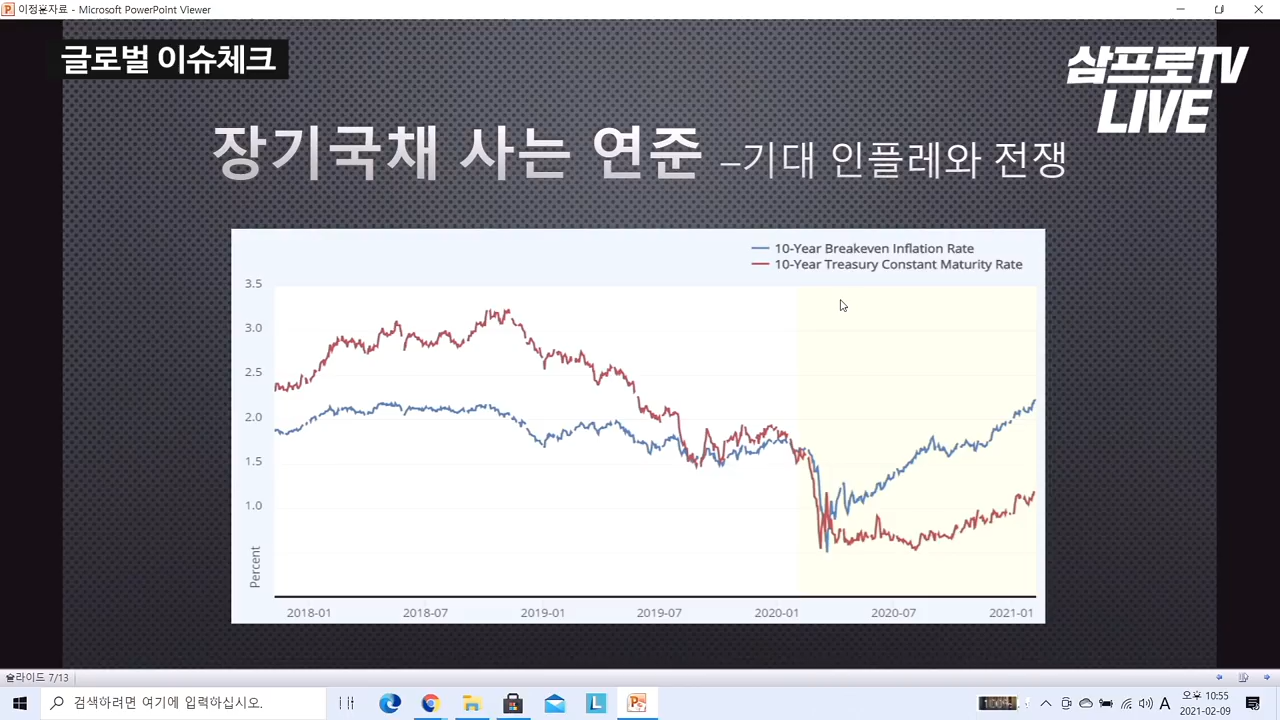 이정윤자료 - Microsoft PowerPoint Viewer
글로벌 이슈체크
삼프로TV
LIVE
장기국채 사는 연준 –기대 인플레와 전쟁
10-Year Breakeven Inflation Rate
10-Year Treasury Constant Maturity Rate
3.5
3.0
2.5
2.0
1.5
1.0
Percent
2018-01 2018-07 2019-01 2019-07 2020-01 2020-07 2021-01
슬라이드 7/13
검색하려면 여기에 입력하십시오.
100%
A
오후 10:55
2021-02-09